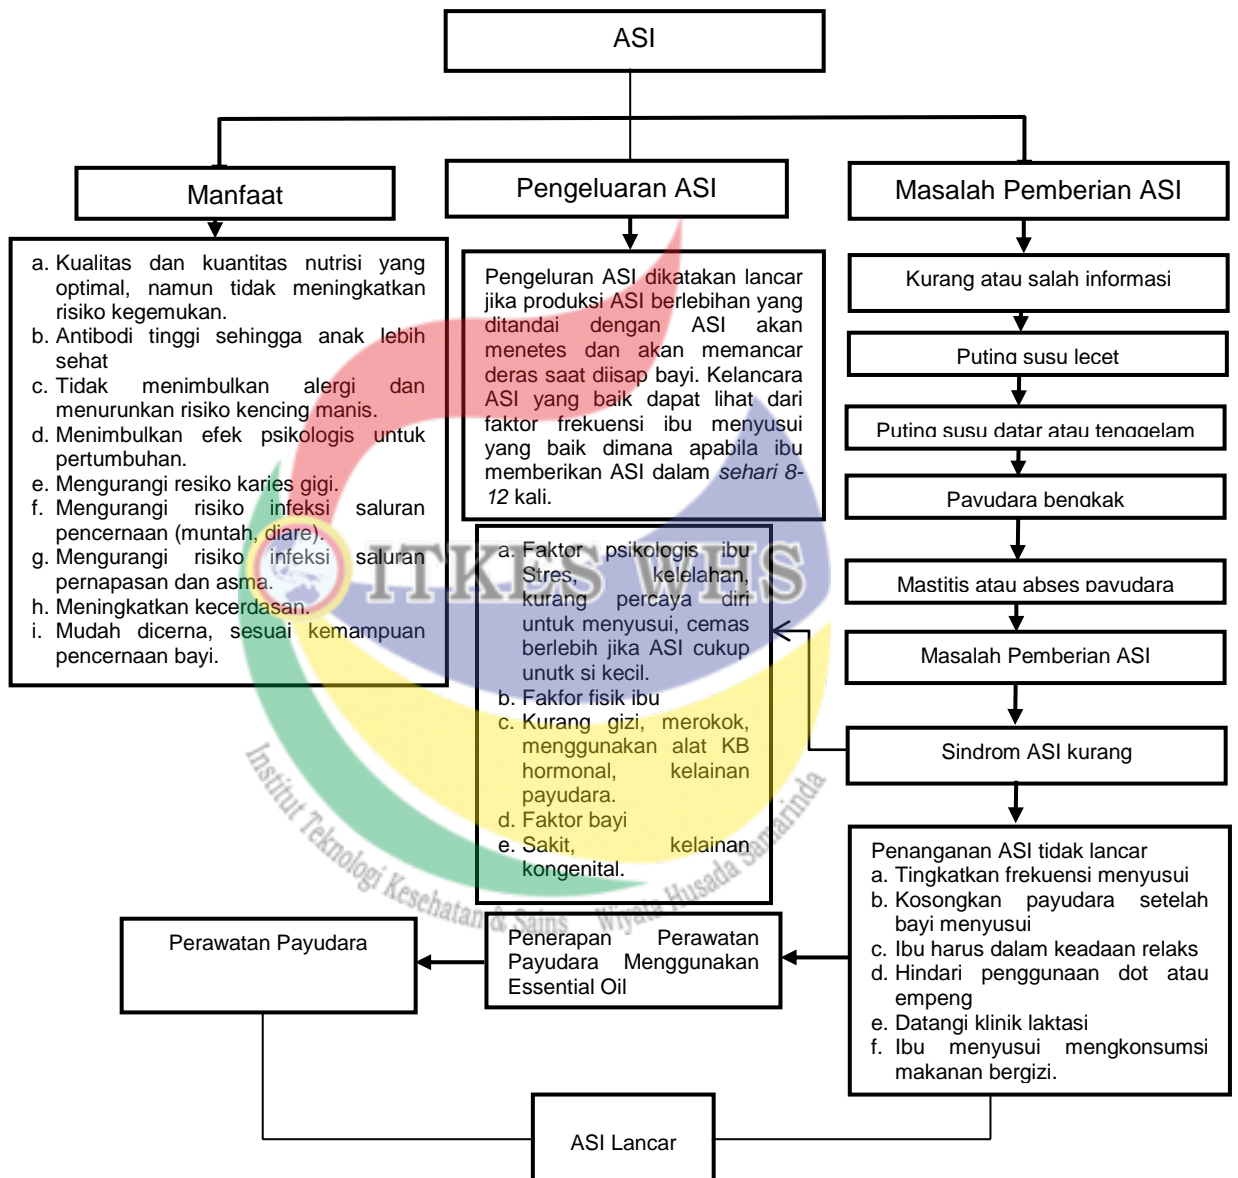 ASI
Manfaat
Pengeluaran ASI
Masalah Pemberian ASI
a. Kualitas dan kuantitas nutrisi yang
optimal, namun tidak meningkatkan
risiko kegemukan.
b. Antibodi tinggi sehingga anak lebih
sehat
c. Tidak menimbulkan alergi dan
menurunkan risiko kencing manis.
d. Menimbulkan efek psikologis untuk
pertumbuhan.
e. Mengurangi resiko karies gigi.
f. Mengurangi risiko infeksi saluran
pencernaan (muntah, diare).
g. Mengurangi risiko infeksi saluran
pernapasan dan asma.
h. Meningkatkan kecerdasan.
i. Mudah dicerna, sesuai kemampuan
pencernaan bayi.
Pengeluran ASI dikatakan lancar
jika produksi ASI berlebihan yang
ditandai dengan ASI akan
menetes dan akan memancar
deras saat diisap bayi. Kelancara
ASI yang baik dapat lihat dari
faktor frekuensi ibu menyusui
yang baik dimana apabila ibu
memberikan ASI dalam sehari 8-
12 kali.
a. Faktor psikologis ibu
Stres, kelelahan,
kurang percaya diri
untuk menyusui, cemas
berlebih jika ASI cukup
unutk si kecil.
b. Fakfor fisik ibu
c. Kurang gizi, merokok,
menggunakan alat KB
hormonal, kelainan
payudara.
d. Faktor bayi
e. Sakit, kelainan
kongenital.
Kurang atau salah informasi
Puting susu lecet
Puting susu datar atau tenggelam
Payudara bengkak
Mastitis atau abses payudara
Masalah Pemberian ASI
Sindrom ASI kurang
Penanganan ASI tidak lancar
a. Tingkatkan frekuensi menyusui
b. Kosongkan payudara setelah
bayi menyusui
c. Ibu harus dalam keadaan relaks
d. Hindari penggunaan dot atau
empeng
e. Datangi klinik laktasi
f. Ibu menyusui mengkonsumsi
makanan bergizi.
Penerapan Perawatan
Payudara Menggunakan
Essential Oil
Perawatan Payudara
ASI Lancar
ITKES WHS
Institut Teknologi Kesehatan & Sains Wiyata Husada Samarinda